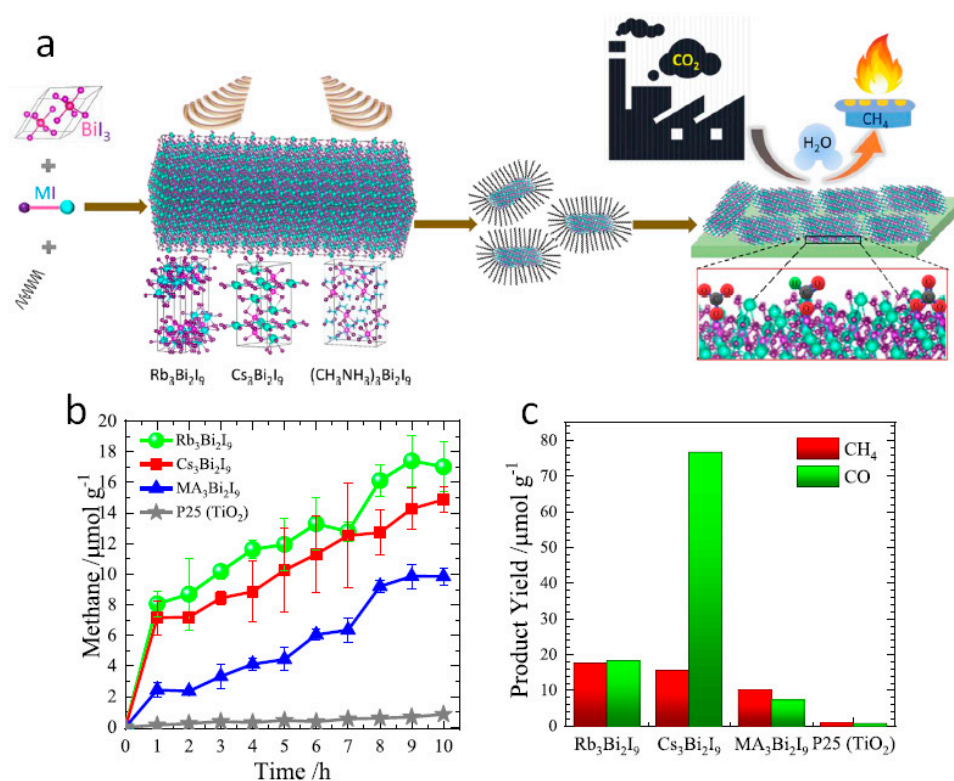 a
CO₂
BiI₃
MI
H₂O
CH₄
Rb₃Bi₂I₉
Cs₃Bi₂I₉
(CH₃NH₃)₃Bi₂I₉
b
Methane /μmol g⁻¹
20
18
16
14
12
10
8
6
4
2
0
Rb₃Bi₂I₉
Cs₃Bi₂I₉
MA₃Bi₂I₉
P25 (TiO₂)
0 1 2 3 4 5 6 7 8 9 10
Time /h
c
Product Yield /μmol g⁻¹
80
70
60
50
40
30
20
10
0
CH₄
CO
Rb₃Bi₂I₉ Cs₃Bi₂I₉ MA₃Bi₂I₉ P25 (TiO₂)